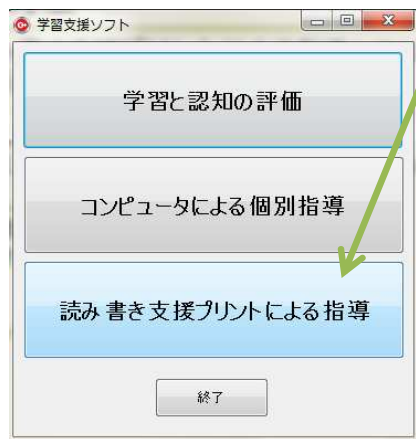 学習支援ソフト
学習と認知の評価
コンピュータによる個別指導
読み書き支援プリントによる指導
終了